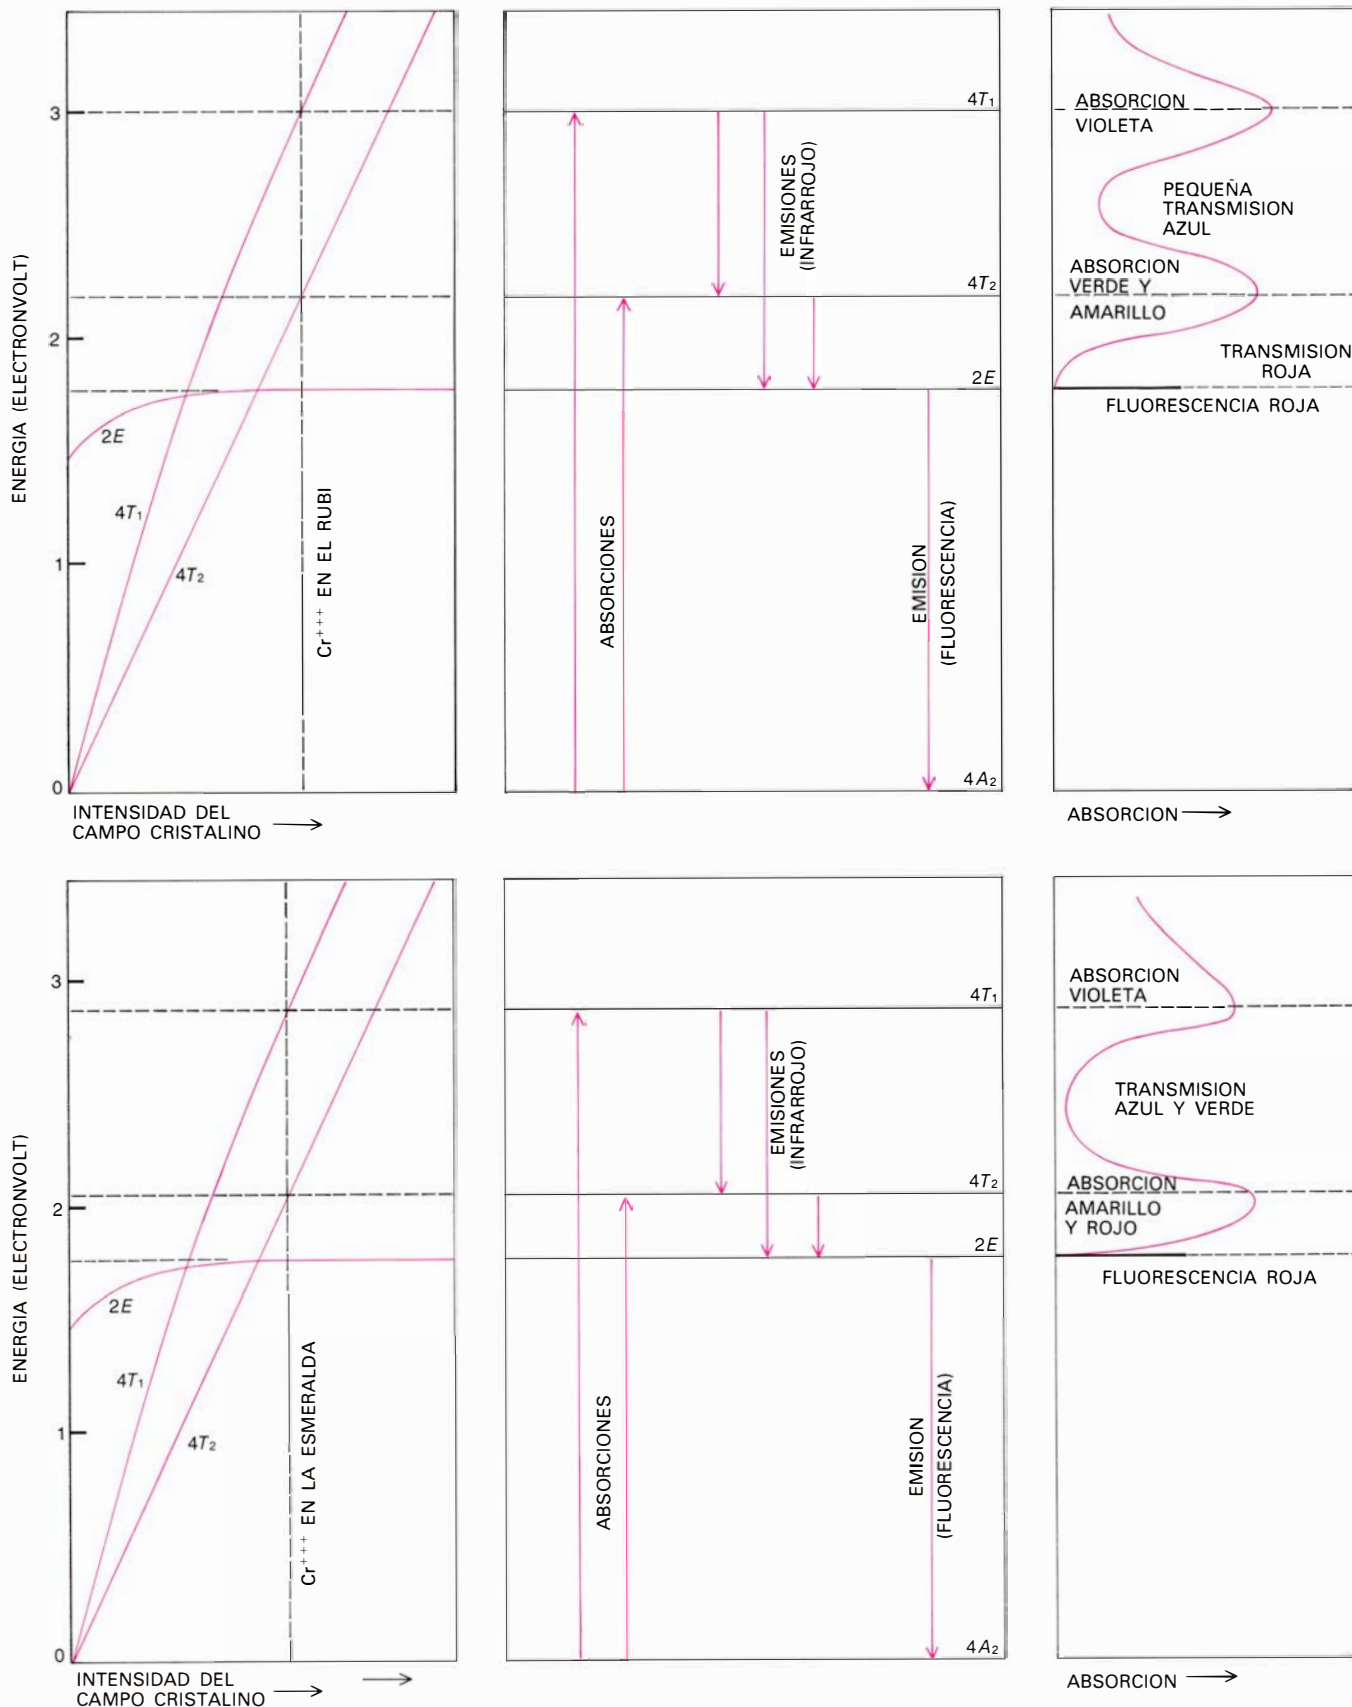 ENERGIA (ELECTRONVOLT)
3
2
1
0
2E
4T₁
4T₂
Cr⁺⁺⁺ EN EL RUBI
INTENSIDAD DEL
CAMPO CRISTALINO
4T₁
4T₂
2E
4A₂
ABSORCIONES
EMISIONES
(INFRARROJO)
EMISION
(FLUORESCENCIA)
ABSORCION
VIOLETA
PEQUEÑA
TRANSMISION
AZUL
ABSORCION
VERDE Y
AMARILLO
TRANSMISION
ROJA
FLUORESCENCIA ROJA
ABSORCION
ENERGIA (ELECTRONVOLT)
3
2
1
0
2E
4T₁
4T₂
Cr⁺⁺⁺ EN LA ESMERALDA
INTENSIDAD DEL
CAMPO CRISTALINO
4T₁
4T₂
2E
4A₂
ABSORCIONES
EMISIONES
(INFRARROJO)
EMISION
(FLUORESCENCIA)
ABSORCION
VIOLETA
TRANSMISION
AZUL Y VERDE
ABSORCION
AMARILLO
Y ROJO
FLUORESCENCIA ROJA
ABSORCION